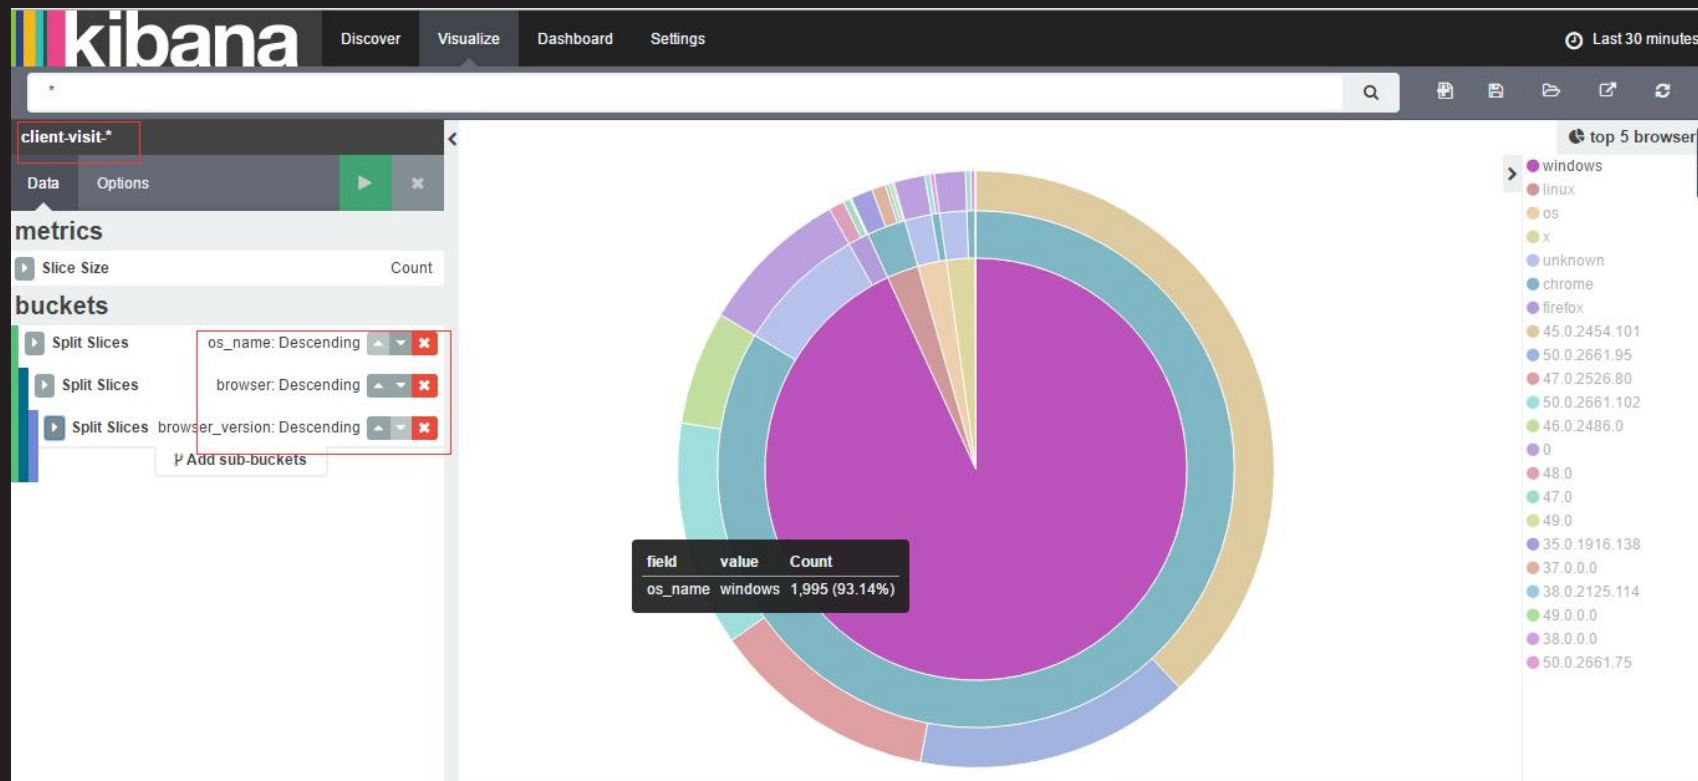 kibana
Discover
Visualize
Dashboard
Settings
Last 30 minutes
*
client-visit-*
Data
Options
metrics
Slice Size
Count
buckets
Split Slices
os_name: Descending
Split Slices
browser: Descending
Split Slices
browser_version: Descending
Add sub-buckets
field value Count
os_name windows 1,995 (93.14%)
top 5 browser
windows
linux
os
x
unknown
chrome
firefox
45.0.2454.101
50.0.2661.95
47.0.2526.80
50.0.2661.102
46.0.2486.0
0
48.0
47.0
49.0
35.0.1916.138
37.0.0.0
38.0.2125.114
49.0.0.0
38.0.0.0
50.0.2661.75